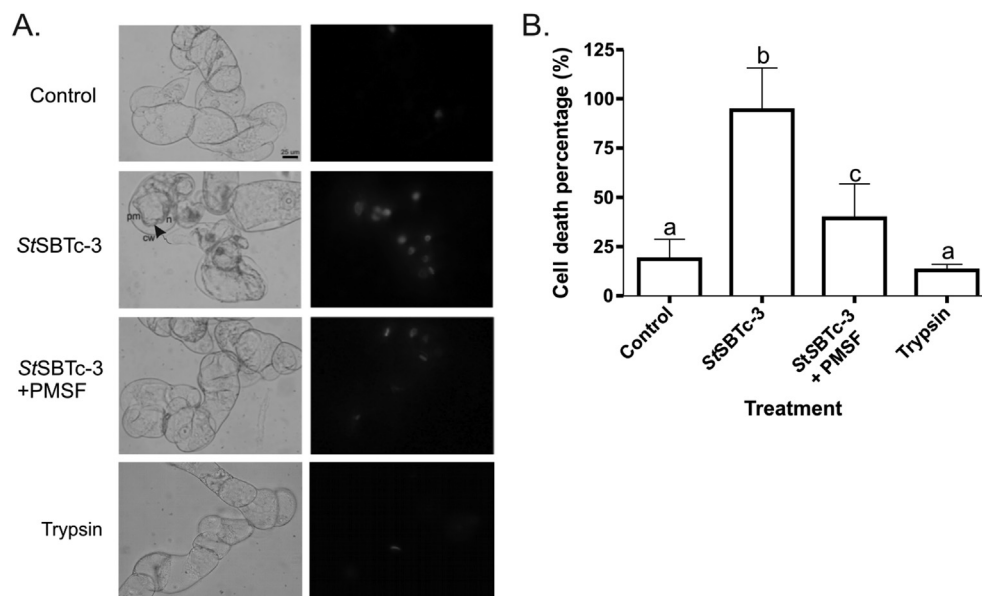 A.
Control
25 um
StSBTc-3
pm
n
cw
StSBTc-3
+PMSF
Trypsin
B.
Cell death percentage (%)
125
100
75
50
25
0
a
b
c
a
Control
StSBTc-3
StSBTc-3
+ PMSF
Trypsin
Treatment